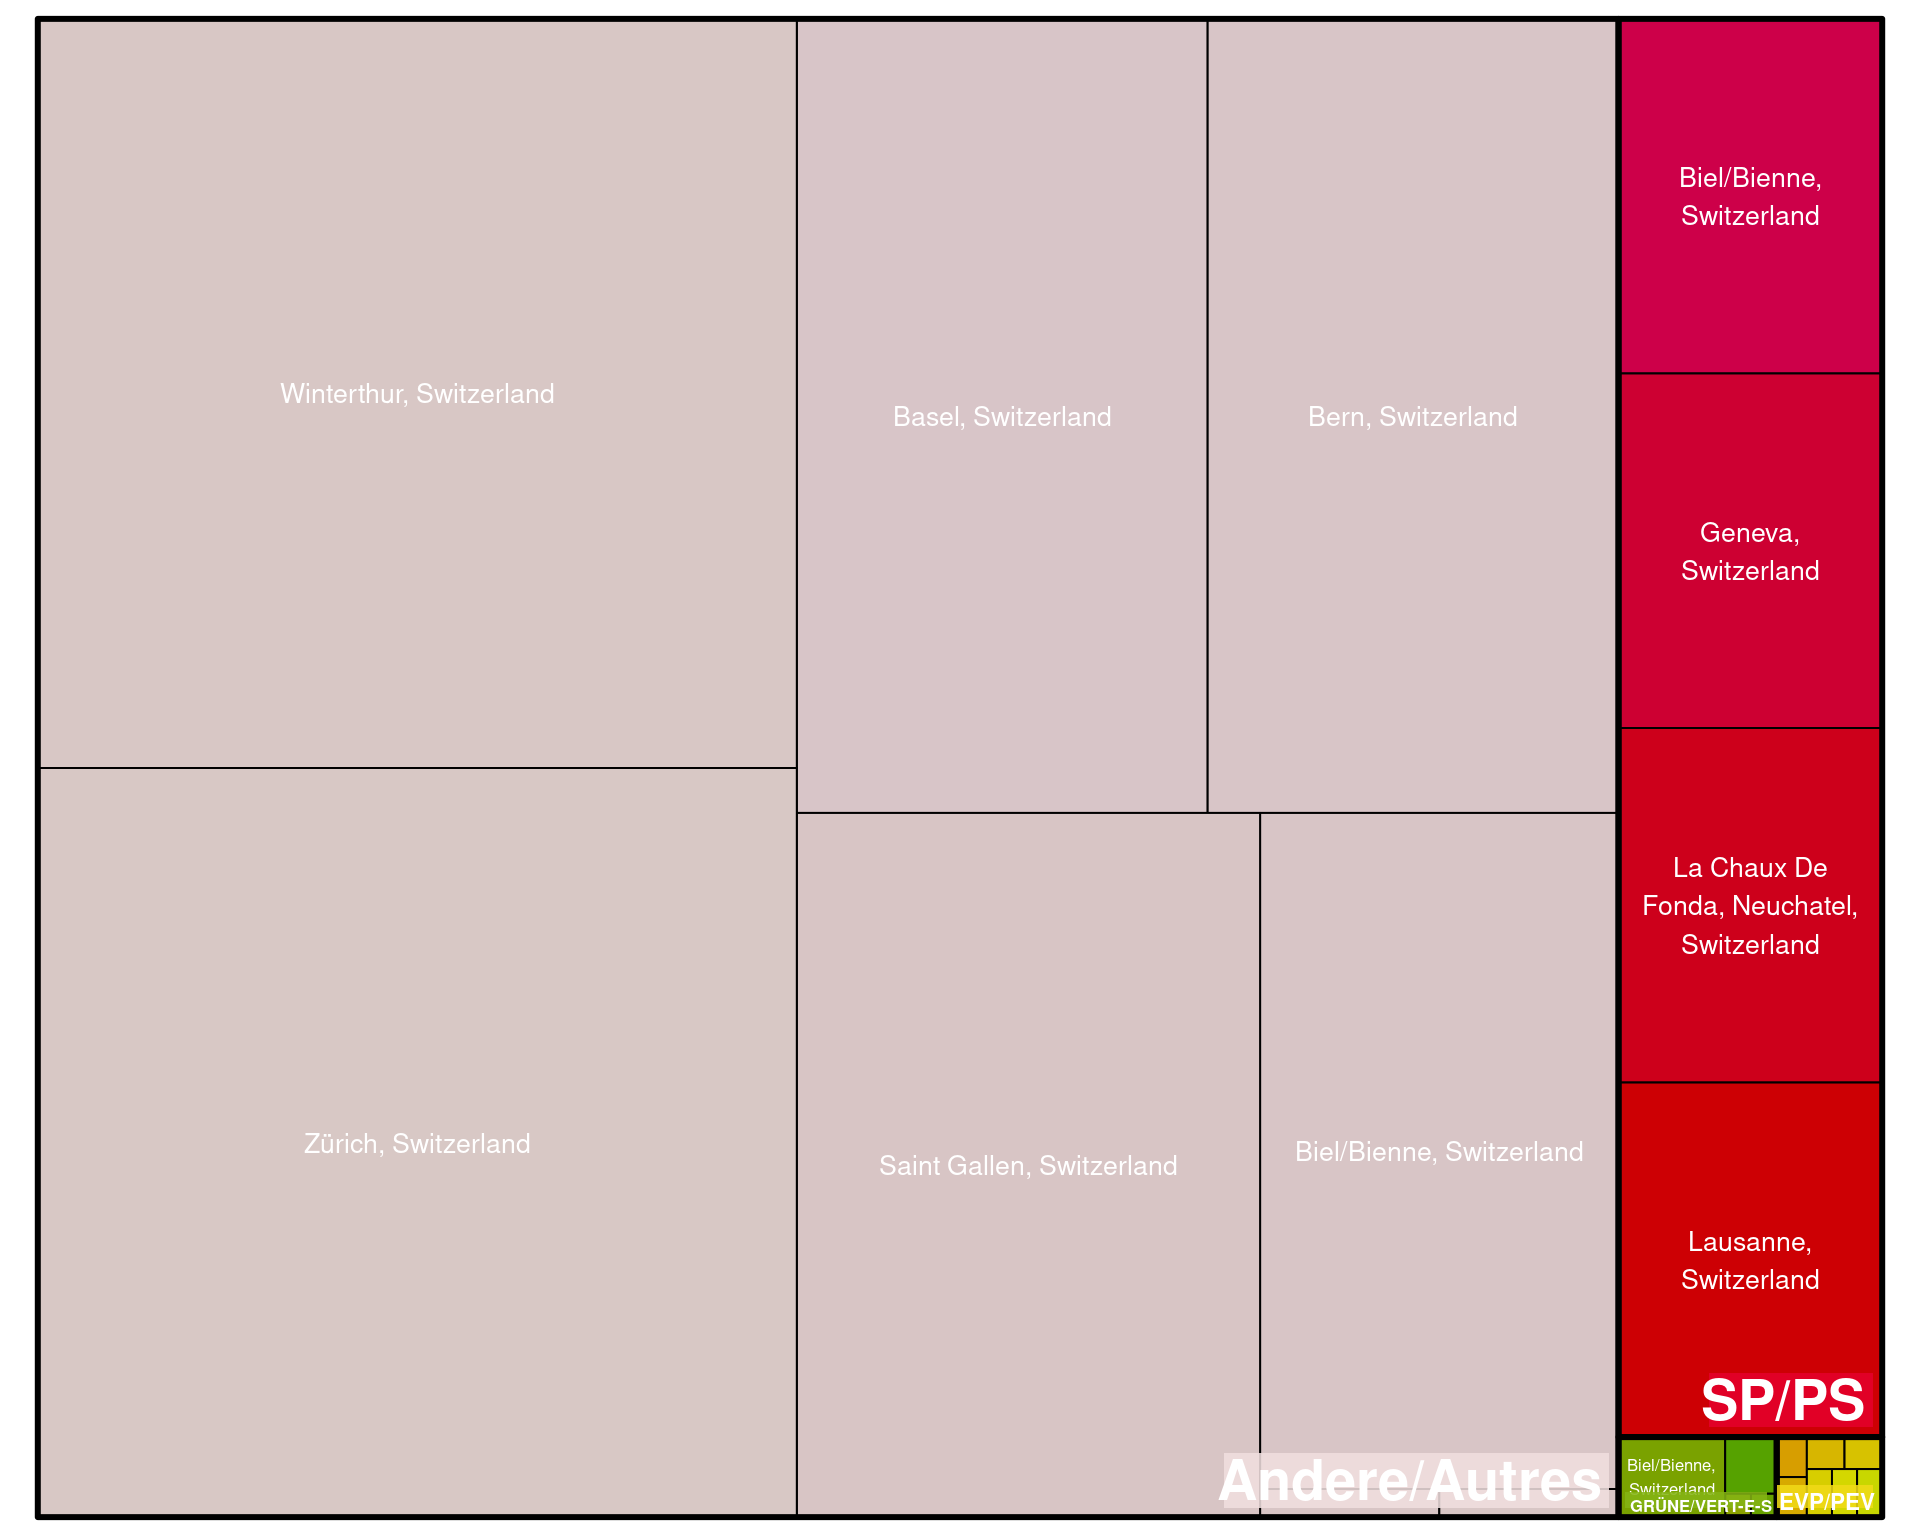 Winterthur, Switzerland
Zürich, Switzerland
Basel, Switzerland
Bern, Switzerland
Saint Gallen, Switzerland
Biel/Bienne, Switzerland
Andere/Autres
Biel/Bienne,
Switzerland
Geneva,
Switzerland
La Chaux De
Fonda, Neuchatel,
Switzerland
Lausanne,
Switzerland
SP/PS
Biel/Bienne,
Switzerland
GRÜNE/VERT-E-S
EVP/PEV